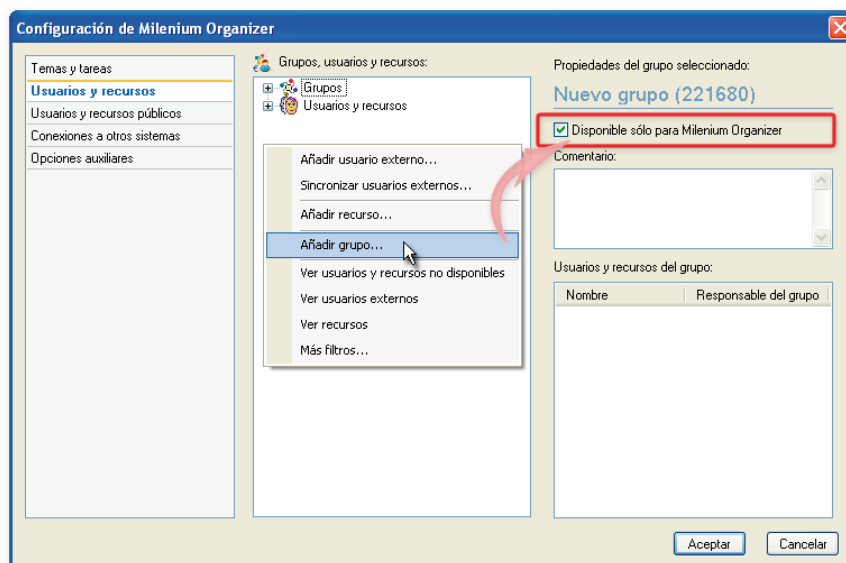 Configuración de Milenium Organizer
Temas y tareas
Usuarios y recursos
Usuarios y recursos públicos
Conexiones a otros sistemas
Opciones auxiliares
Grupos, usuarios y recursos:
Grupos
Usuarios y recursos
Añadir usuario externo...
Sincronizar usuarios externos...
Añadir recurso...
Añadir grupo...
Ver usuarios y recursos no disponibles
Ver usuarios externos
Ver recursos
Más filtros...
Propiedades del grupo seleccionado:
Nuevo grupo (221680)
Disponible sólo para Milenium Organizer
Comentario:
Usuarios y recursos del grupo:
Nombre Responsable del grupo
Aceptar Cancelar